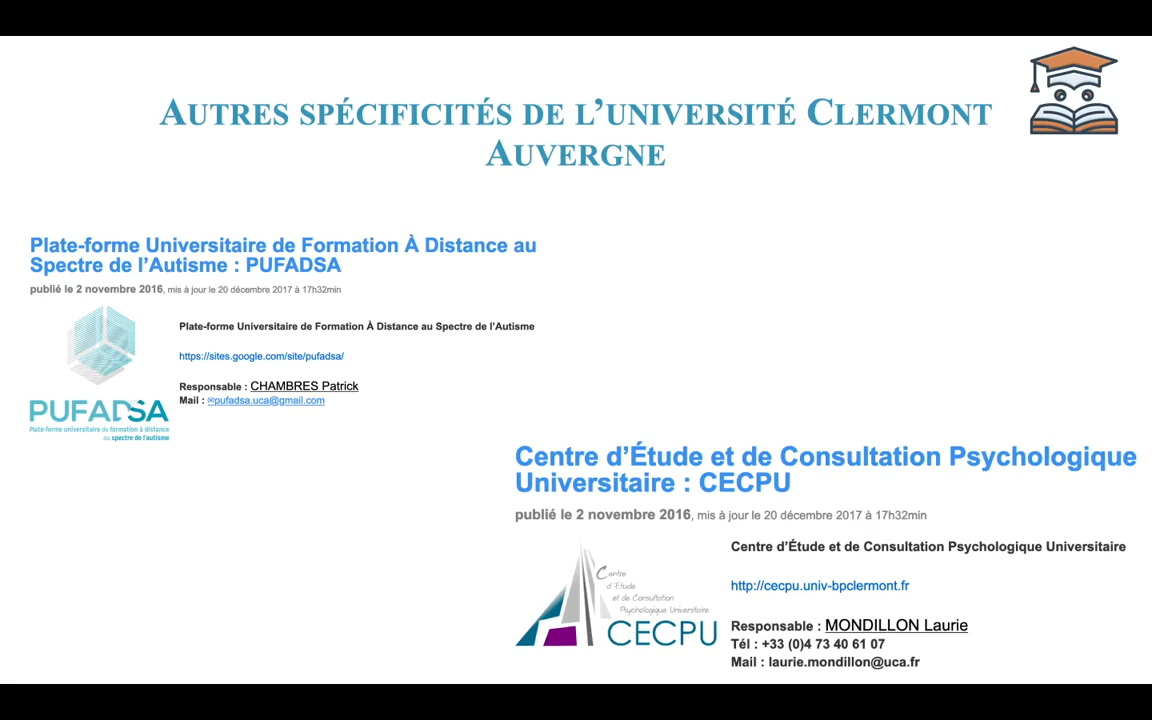 AUTRES SPÉCIFICITÉS DE L’UNIVERSITÉ CLERMONT
AUVERGNE
Plate-forme Universitaire de Formation À Distance au
Spectre de l’Autisme : PUFADSA
publié le 2 novembre 2016, mis à jour le 20 décembre 2017 à 17h32min
Plate-forme Universitaire de Formation À Distance au Spectre de l’Autisme
https://sites.google.com/site/pufadsa/
Responsable : CHAMBRES Patrick
Mail : ✉pufadsa.uca@gmail.com
PUFADSA
Plate-forme universitaire de formation à distance
au spectre de l'autisme
Centre d’Étude et de Consultation Psychologique
Universitaire : CECPU
publié le 2 novembre 2016, mis à jour le 20 décembre 2017 à 17h32min
Centre d’Étude et de Consultation Psychologique Universitaire
http://cecpu.univ-bpclermont.fr
Responsable : MONDILLON Laurie
Tél : +33 (0)4 73 40 61 07
Mail : laurie.mondillon@uca.fr
Centre
d'Etude
et de Consultation
Psychologique Universitaire
CECPU